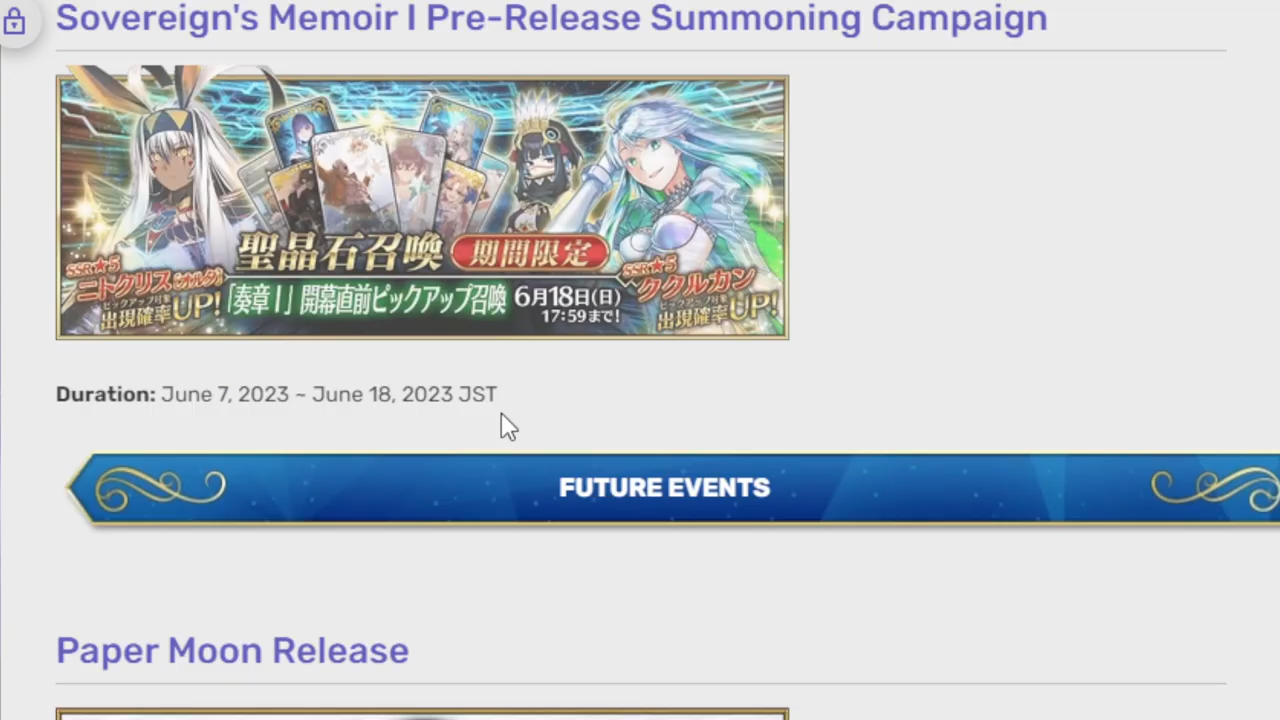 Sovereign's Memoir I Pre-Release Summoning Campaign
聖晶石召喚 期間限定
SSR★5
ニトクリス〔オルタ〕
ピックアップ対象
出現確率UP!
SSR★5
ククルカン
ピックアップ対象
出現確率UP!
「奏章Ⅰ」開幕直前ピックアップ召喚
6月18日(日)
17:59まで!
Duration: June 7, 2023 ~ June 18, 2023 JST
FUTURE EVENTS
Paper Moon Release